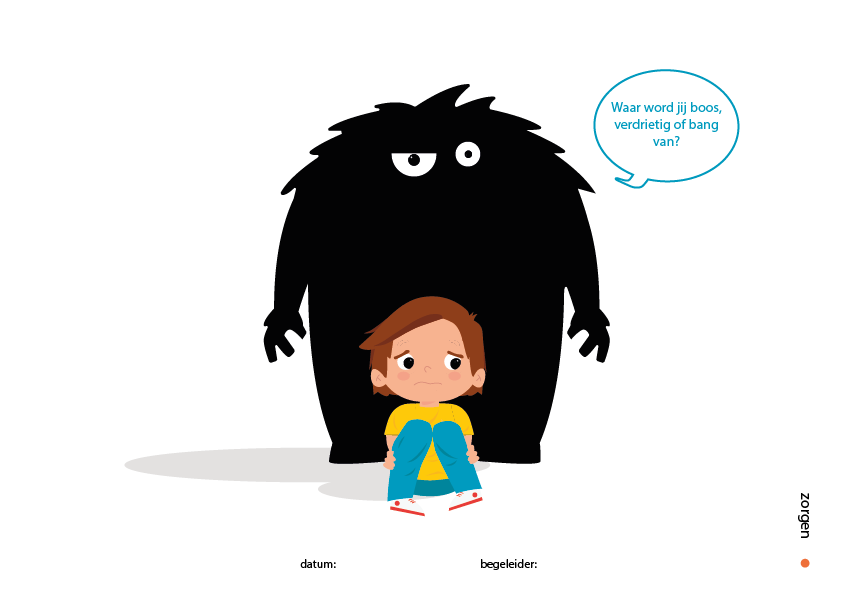 Waar word jij boos,
verdrietig of bang
van?
zorgen
datum:
begeleider: